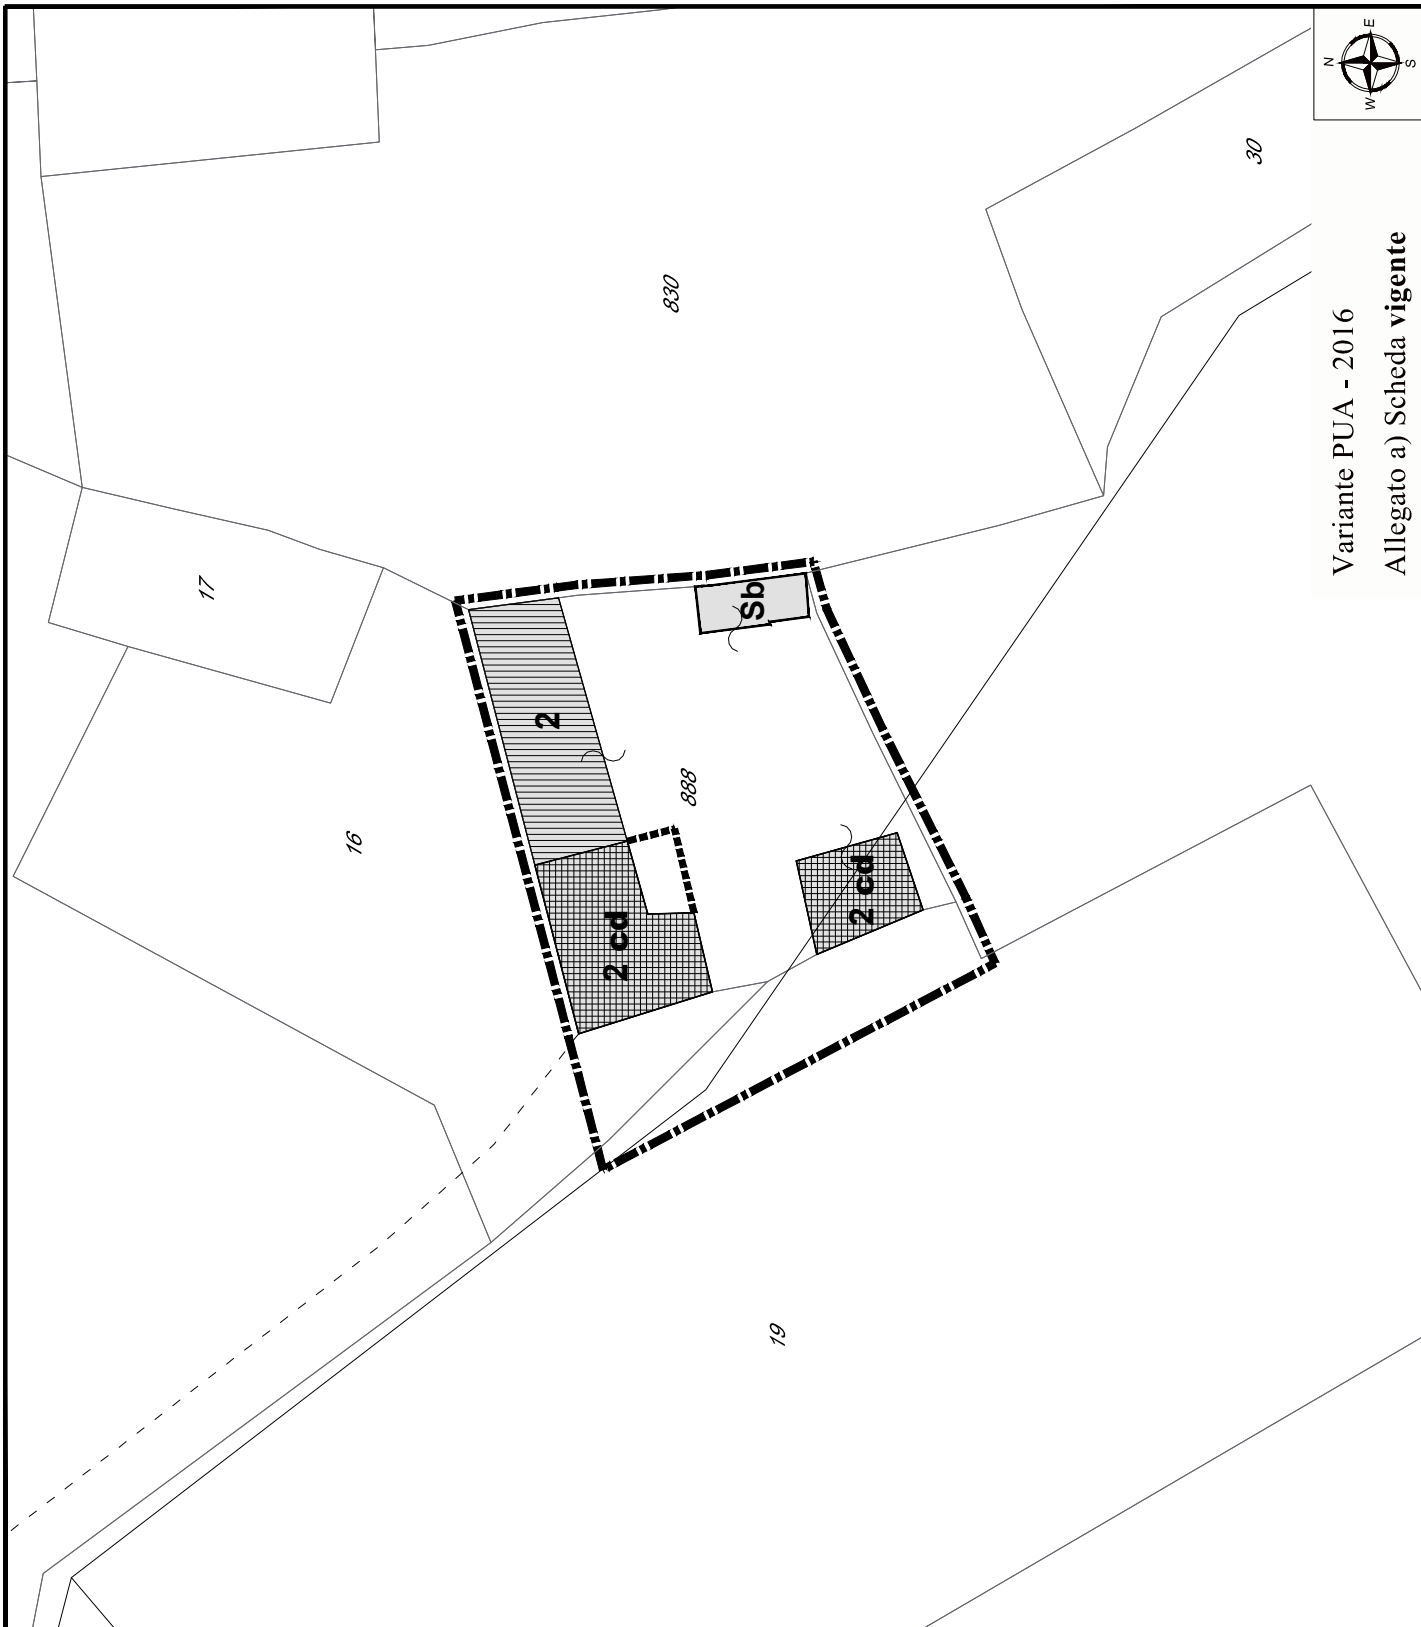 N
E
W
S
30
830
17
Sb
2
888
16
2 cd
2 cd
19
Variante PUA - 2016
Allegato a) Scheda vigente